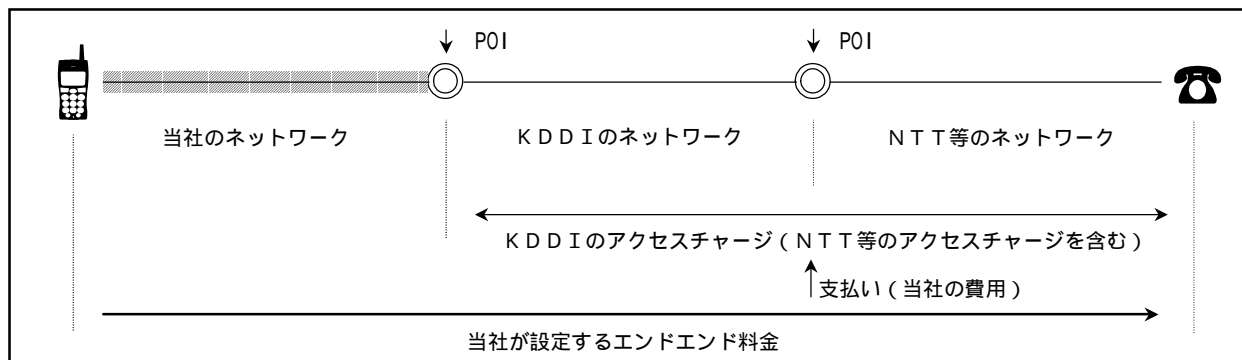 POI POI
当社のネットワーク ＫＤＤＩのネットワーク ＮＴＴ等のネットワーク
ＫＤＤＩのアクセスチャージ（ＮＴＴ等のアクセスチャージを含む）
支払い（当社の費用）
当社が設定するエンドエンド料金